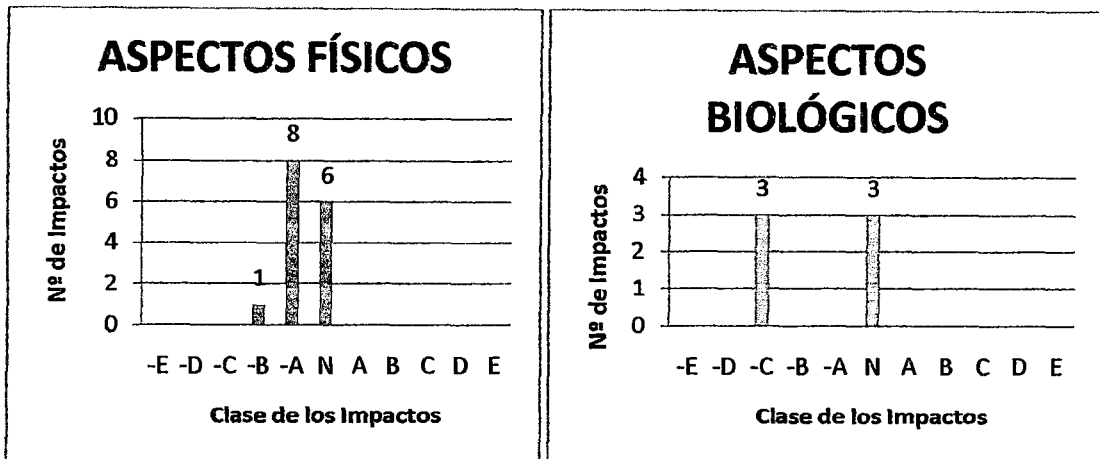 ASPECTOS FÍSICOS
Nº de Impactos
10
8
6
4
2
0
1
8
6
-E -D -C -B -A N A B C D E
Clase de los Impactos
ASPECTOS
BIOLÓGICOS
Nº de Impactos
4
3
2
1
0
3
3
-E -D -C -B -A N A B C D E
Clase de los Impactos